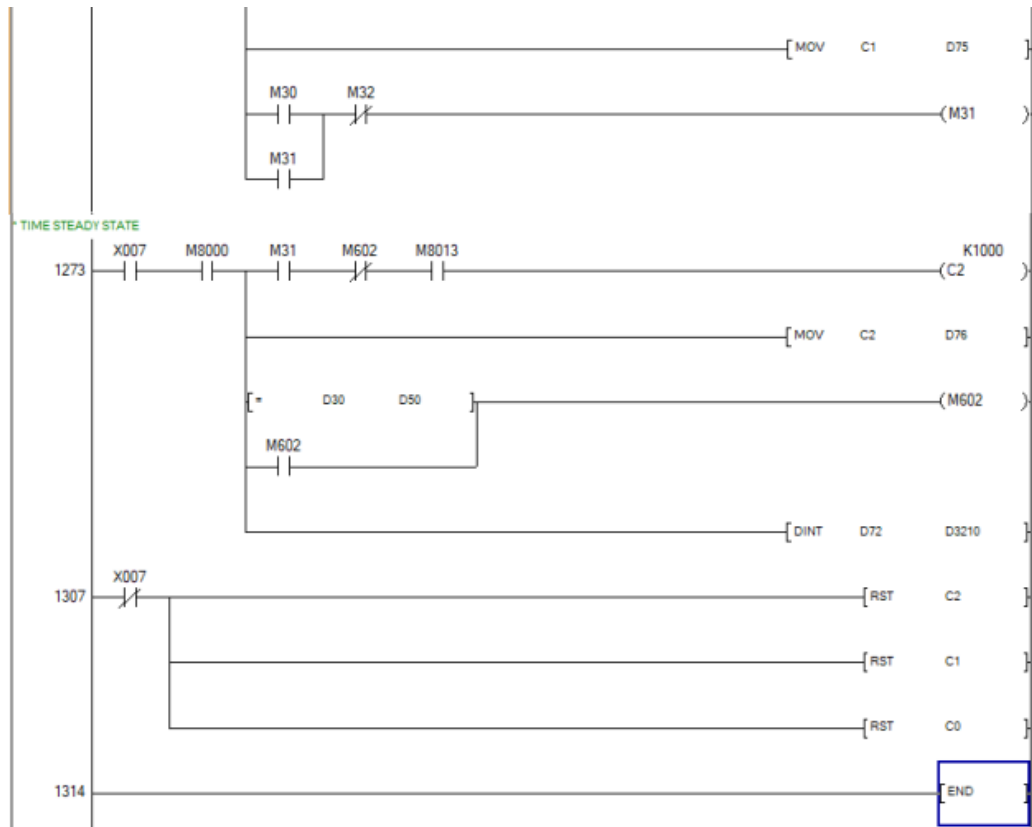 [ MOV C1 D75 ]
M30 M32
(M31 )
M31
* TIME STEADY STATE
X007 M8000 M31 M602 M8013 K1000
1273 (C2 )
[ MOV C2 D76 ]
[ = D30 D50 ] (M602 )
M602
[ DINT D72 D3210 ]
X007
1307 [ RST C2 ]
[ RST C1 ]
[ RST C0 ]
1314 [ END ]